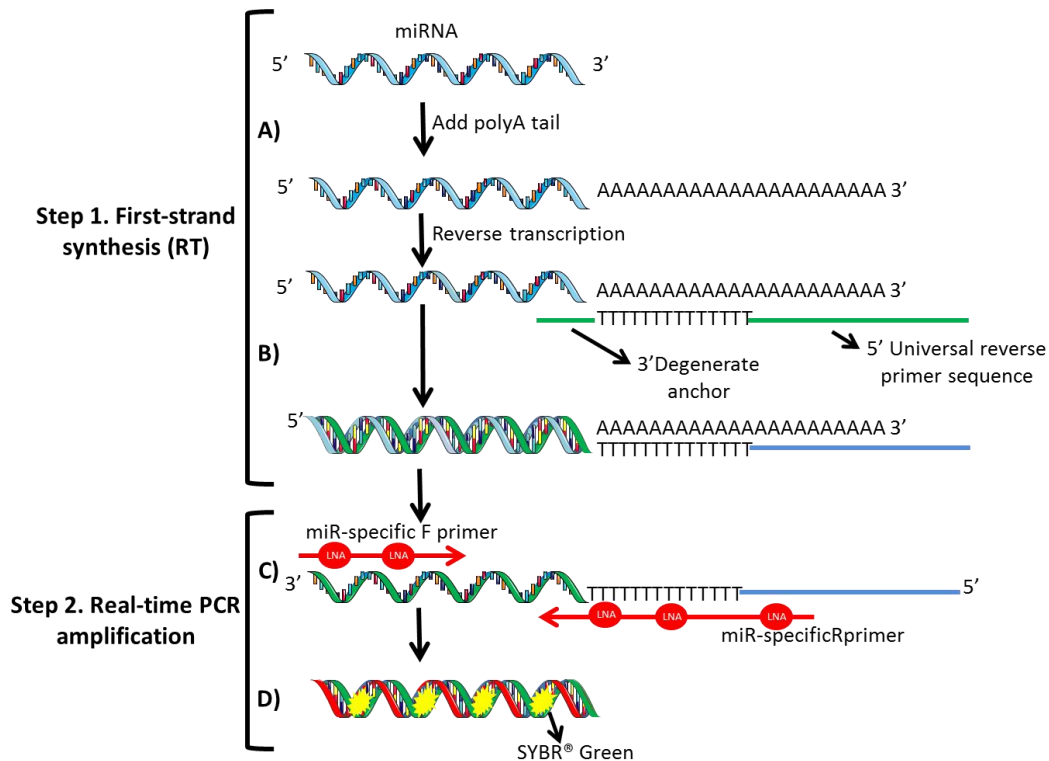 miRNA
5’ 3’
A)
Add polyA tail
5’ AAAAAAAAAAAAAAAAAAAAAA 3’
Step 1. First-strand
synthesis (RT)
Reverse transcription
5’ AAAAAAAAAAAAAAAAAAAAAA 3’
TTTTTTTTTTTTT
B)
3’Degenerate
anchor
5’ Universal reverse
primer sequence
5’ AAAAAAAAAAAAAAAAAAAAAA 3’
TTTTTTTTTTTTT
miR-specific F primer
LNA LNA
C)
3’ TTTTTTTTTTTTT 5’
Step 2. Real-time PCR
amplification
LNA LNA LNA
miR-specificRprimer
D)
SYBR® Green